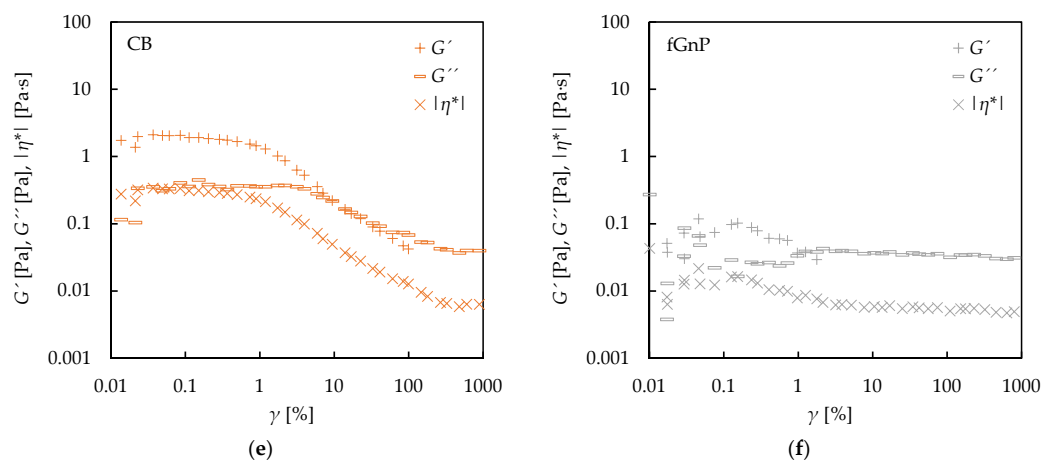 CB
G′
G′′
|η*|
G′ [Pa], G′′ [Pa], |η*| [Pa·s]
100
10
1
0.1
0.01
0.001
0.01 0.1 1 10 100 1000
γ [%]
(e)
fGnP
G′
G′′
|η*|
G′ [Pa], G′′ [Pa], |η*| [Pa·s]
100
10
1
0.1
0.01
0.001
0.01 0.1 1 10 100 1000
γ [%]
(f)